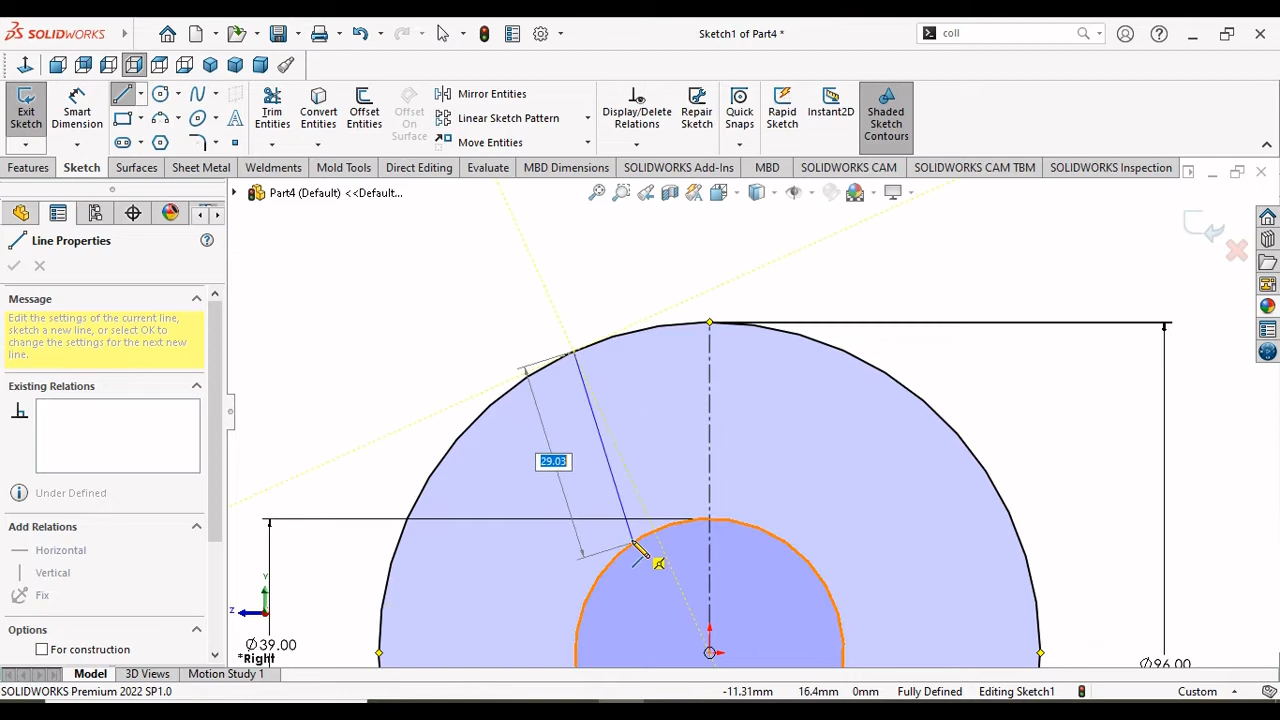 SOLIDWORKS
Sketch1 of Part4 *
coll
Exit Sketch
Smart Dimension
Trim Entities
Convert Entities
Offset Entities
Offset On Surface
Mirror Entities
Linear Sketch Pattern
Move Entities
Display/Delete Relations
Repair Sketch
Quick Snaps
Rapid Sketch
Instant2D
Shaded Sketch Contours
Features
Sketch
Surfaces
Sheet Metal
Weldments
Mold Tools
Direct Editing
Evaluate
MBD Dimensions
SOLIDWORKS Add-Ins
MBD
SOLIDWORKS CAM
SOLIDWORKS CAM TBM
SOLIDWORKS Inspection
Part4 (Default) <<Default...
Line Properties
Message
Edit the settings of the current line,
sketch a new line, or select OK to
change the settings for the next new
line.
Existing Relations
Under Defined
Add Relations
Horizontal
Vertical
Fix
Options
For construction
29.03
Y
Z
Ø39.00
*Right
Ø96.00
Model
3D Views
Motion Study 1
SOLIDWORKS Premium 2022 SP1.0
-11.31mm
16.4mm
0mm
Fully Defined
Editing Sketch1
Custom